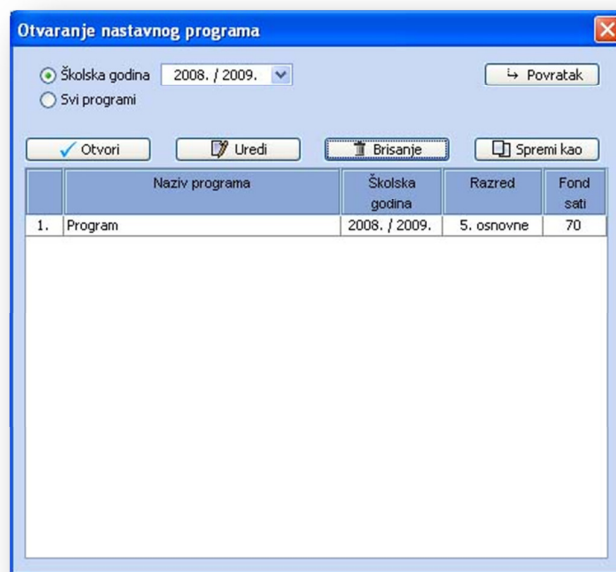 Otvaranje nastavnog programa
Školska godina 2008. / 2009. Povratak
Svi programi
Otvori Uredi Brisanje Spremi kao
Naziv programa Školska godina Razred Fond sati
1. Program 2008. / 2009. 5. osnovne 70